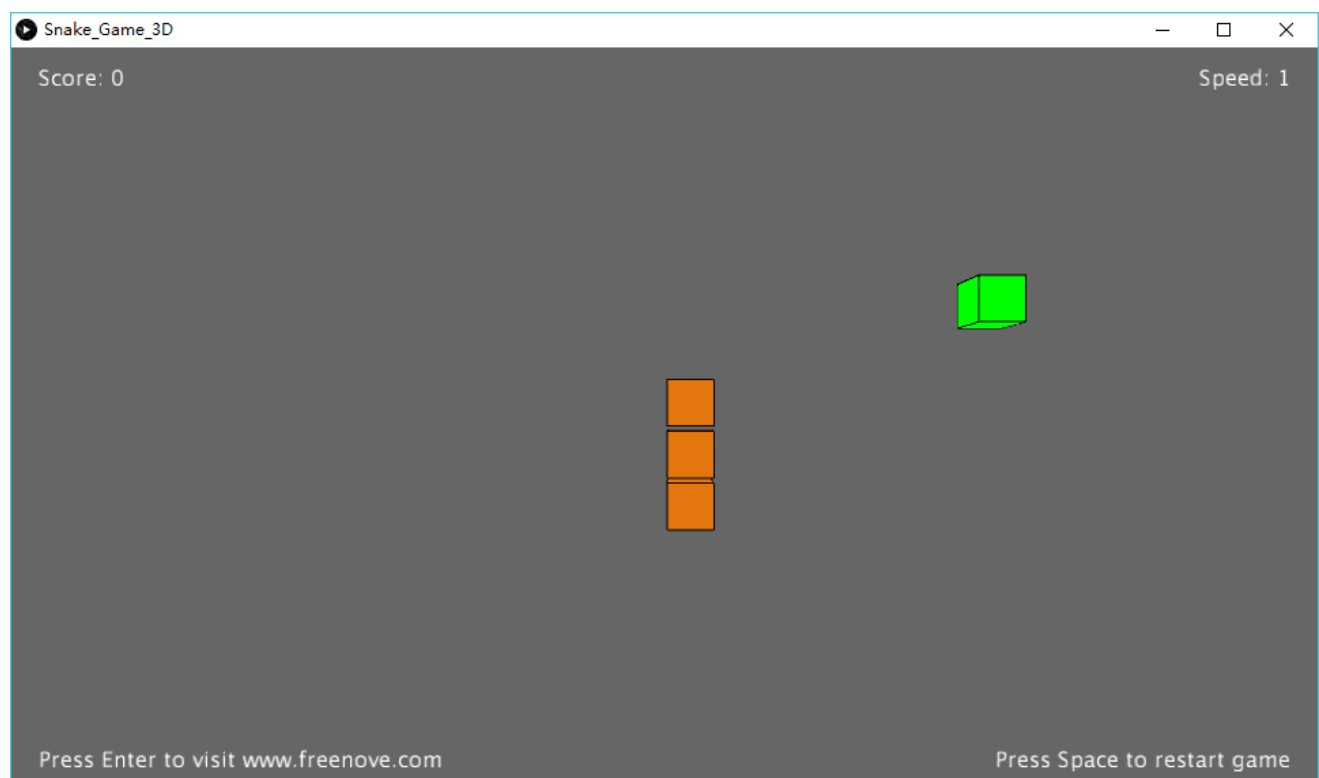 Snake_Game_3D
Score: 0
Speed: 1
Press Enter to visit www.freenove.com
Press Space to restart game